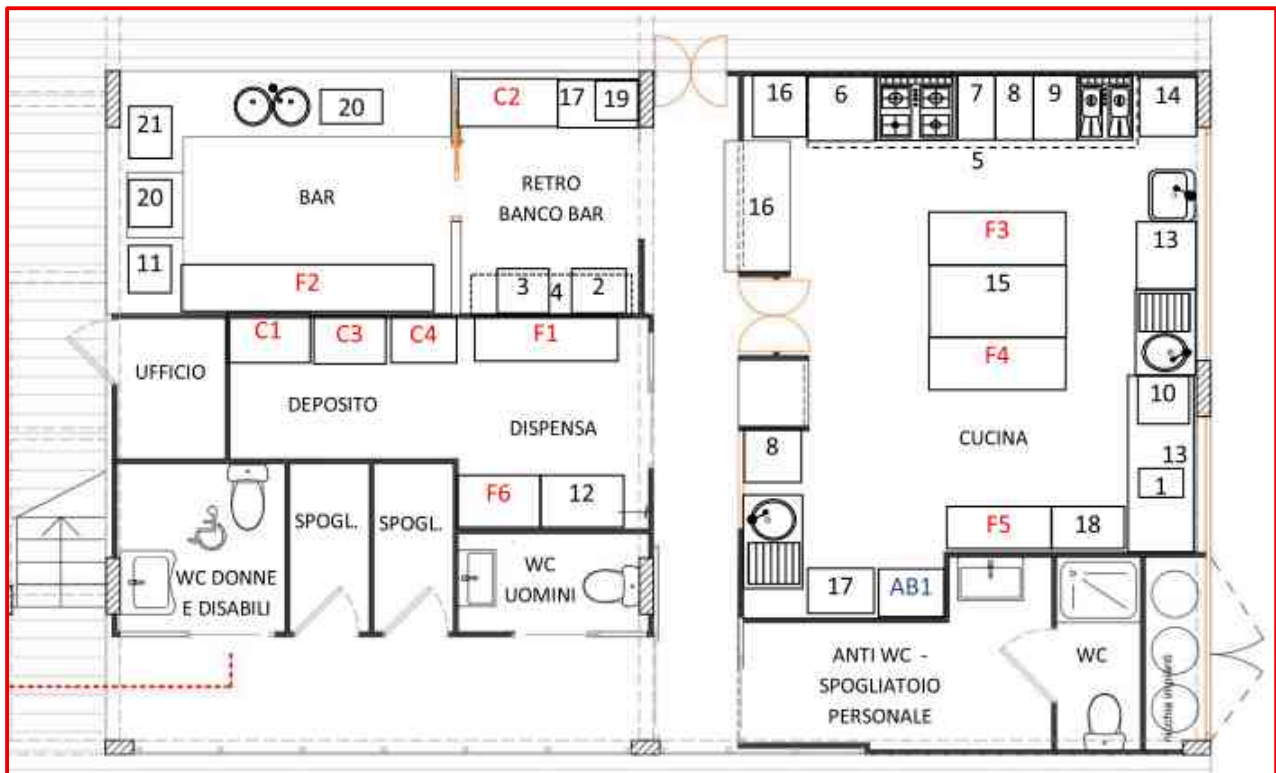 C2
17
19
16
6
7
8
9
14
21
20
5
20
BAR
RETRO
BANCO BAR
16
F3
13
11
F2
3
4
2
15
C1
C3
C4
F1
F4
UFFICIO
DEPOSITO
DISPENSA
CUCINA
10
8
13
F6
12
1
SPOGL.
SPOGL.
F5
18
WC DONNE
E DISABILI
WC
UOMINI
17
AB1
ANTI WC -
SPOGLIATOIO
PERSONALE
WC
nicchia impianti